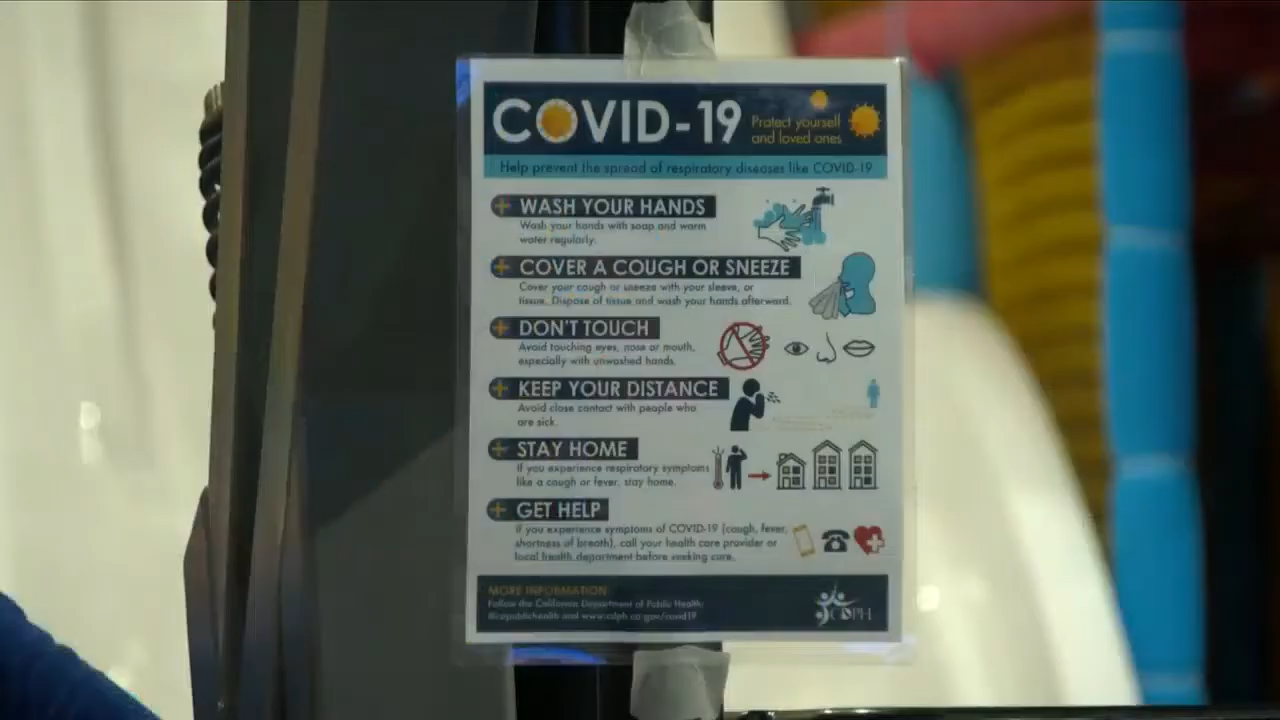 COVID-19
Protect yourself
and loved ones
Help prevent the spread of respiratory diseases like COVID-19
WASH YOUR HANDS
Wash your hands with soap and warm
water regularly.
COVER A COUGH OR SNEEZE
Cover your cough or sneeze with your sleeve, or
tissue. Dispose of tissue and wash your hands afterward.
DON'T TOUCH
Avoid touching eyes, nose or mouth,
especially with unwashed hands.
KEEP YOUR DISTANCE
Avoid close contact with people who
are sick.
STAY HOME
If you experience respiratory symptoms
like a cough or fever, stay home.
GET HELP
If you experience symptoms of COVID-19 (cough, fever,
shortness of breath), call your health care provider or
local health department before seeking care.
MORE INFORMATION
Follow the California Department of Public Health:
@capublichealth and www.cdph.ca.gov/covid19
CDPH